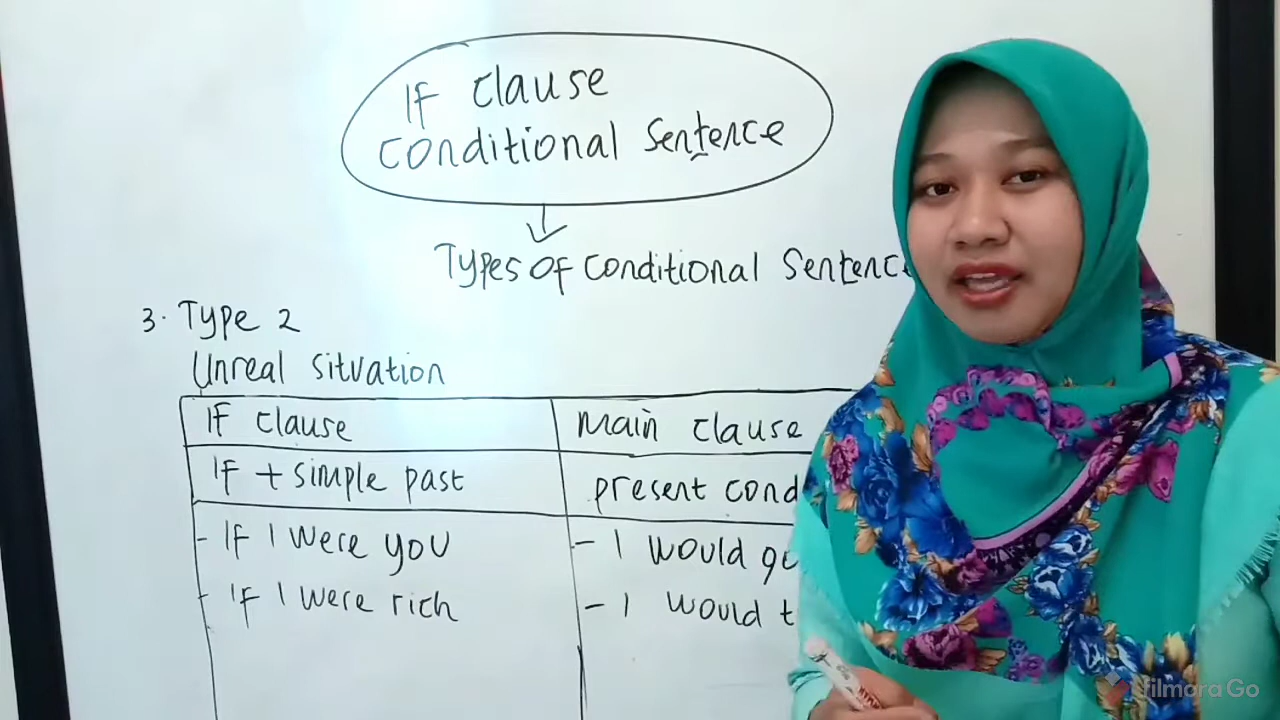 If clause
conditional sentence
Types of conditional sentence
3. Type 2
Unreal situation
If clause
main clause
If + simple past
present cond
- If I were you
- I would
- If I were rich
- I would t
filmora Go